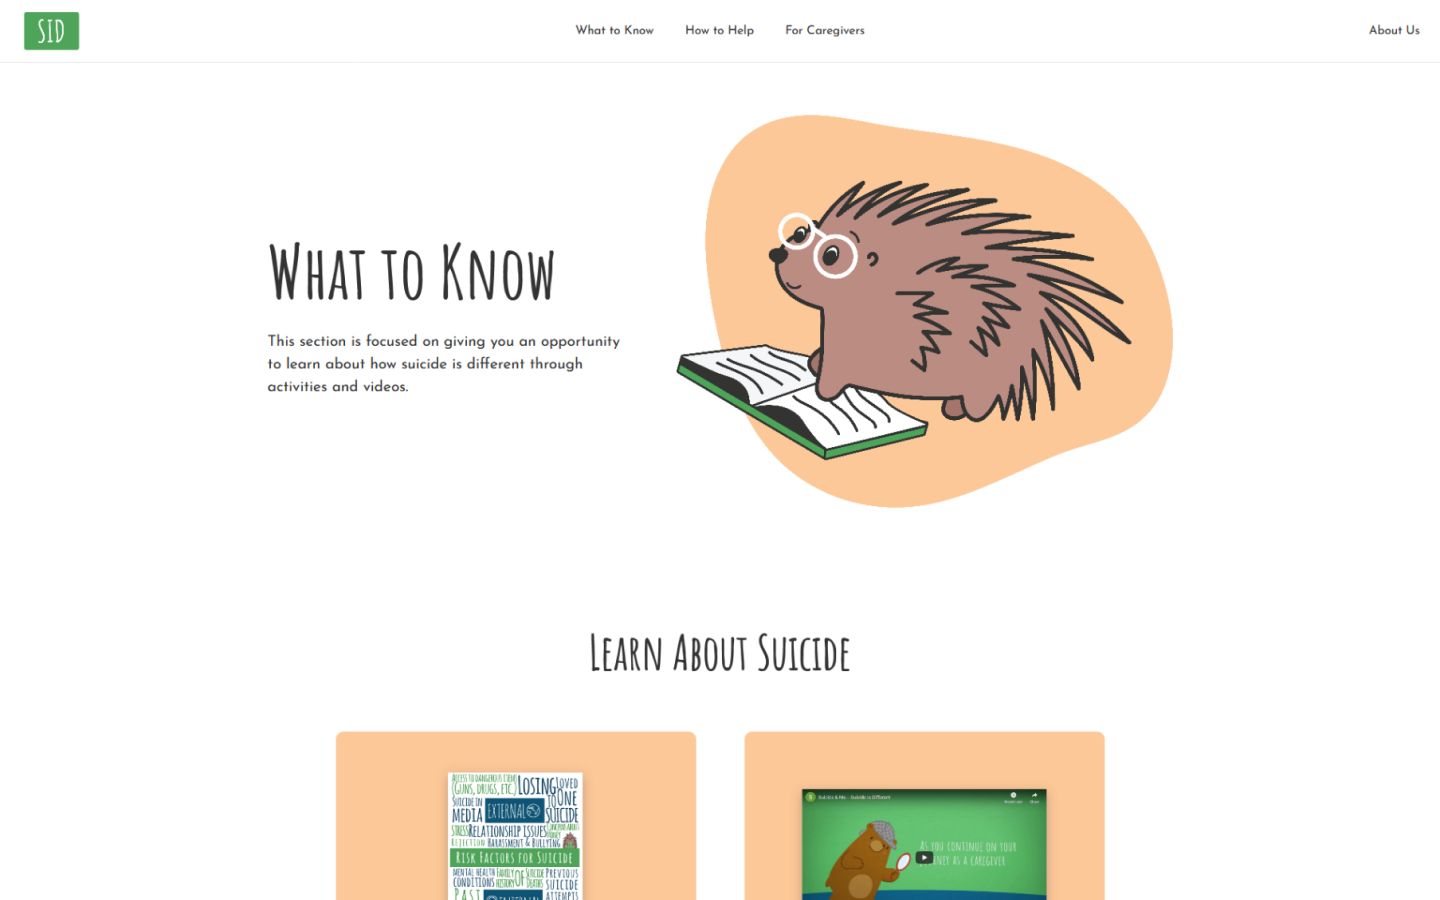 SID
What to Know
How to Help
For Caregivers
About Us
What to Know
This section is focused on giving you an opportunity
to learn about how suicide is different through
activities and videos.
Learn About Suicide
Access to dangerous items
(Guns, drugs, etc.)
Losing
Loved
One
to
Suicide
Suicide in
Media
External
Stress
Relationship Issues
Rejection
Harassment & Bullying
Risk Factors for Suicide
Mental Health
Conditions
Family
History
of
Suicide
Deaths
Previous
Suicide
Attempts
Past
Internal
Suicide & Me - Suicide is Different
Share
As you continue on your
journey as a caregiver